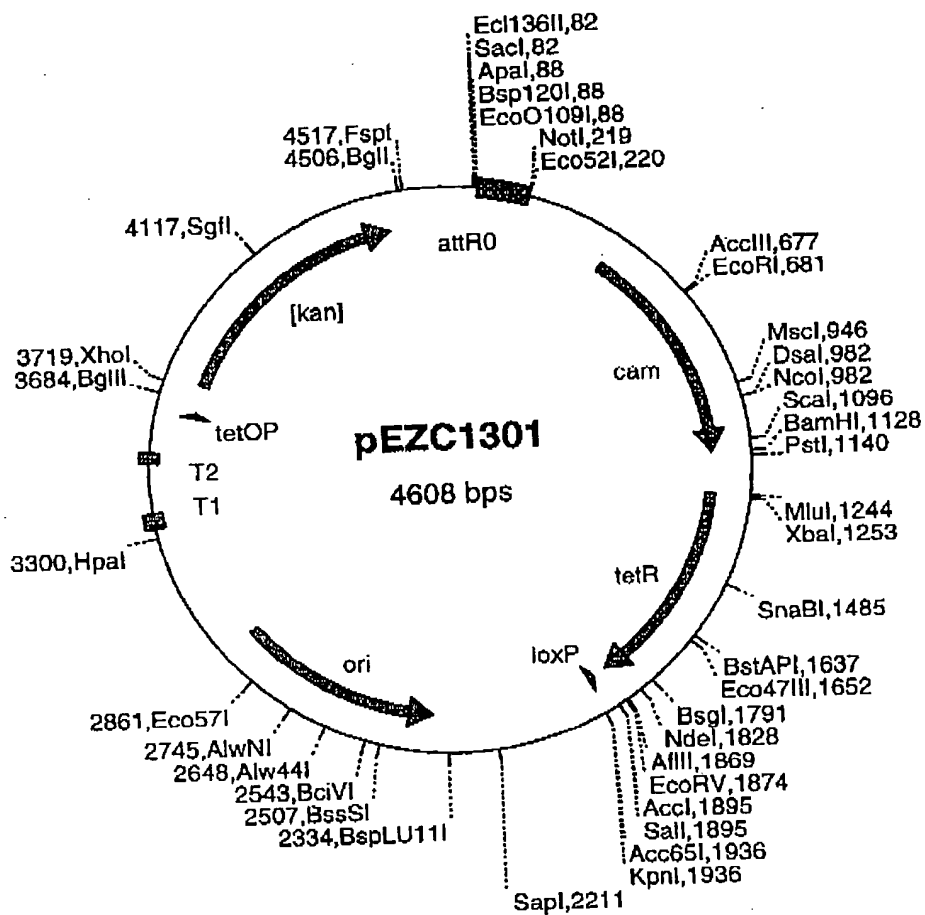 Ecl136II,82
SacI,82
ApaI,88
Bsp120I,88
EcoO109I,88
NotI,219
Eco52I,220
4517,FspI
4506,BglI
4117,SgfI
attR0
AccIII,677
EcoRI,681
[kan]
MscI,946
DsaI,982
NcoI,982
ScaI,1096
BamHI,1128
PstI,1140
cam
3719,XhoI
3684,BglII
tetOP
pEZC1301
4608 bps
T2
T1
MluI,1244
XbaI,1253
3300,HpaI
tetR
SnaBI,1485
loxP
ori
BstAPI,1637
Eco47III,1652
BsgI,1791
NdeI,1828
AflII,1869
EcoRV,1874
AccI,1895
SalI,1895
Acc65I,1936
KpnI,1936
2861,Eco57I
2745,AlwNI
2648,Alw44I
2543,BciVI
2507,BssSI
2334,BspLU11I
SapI,2211